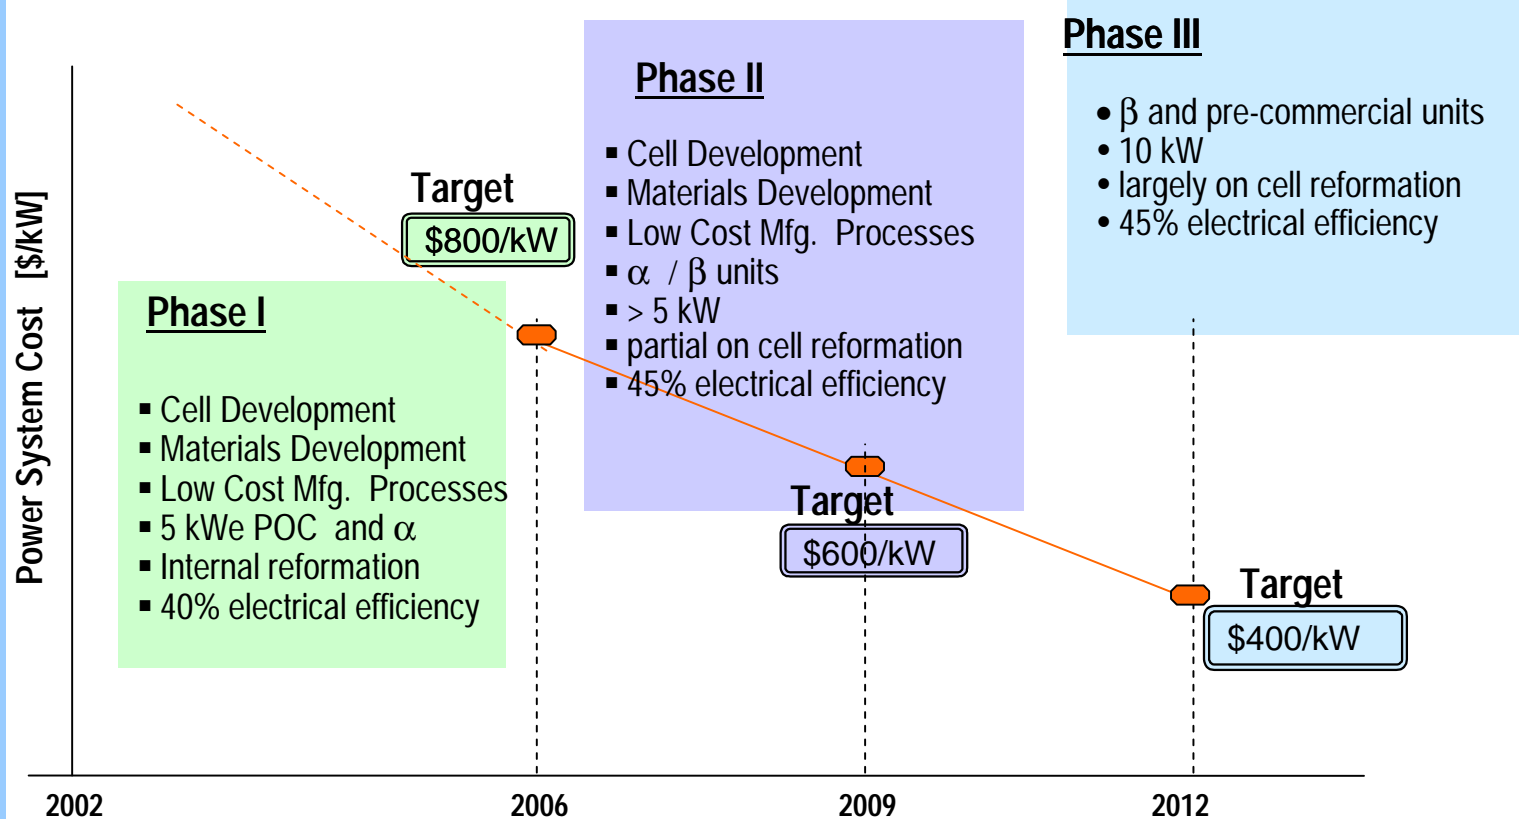 Power System Cost [$/kW]
Target
$800/kW
Phase I
▪ Cell Development
▪ Materials Development
▪ Low Cost Mfg. Processes
▪ 5 kWe POC and α
▪ Internal reformation
▪ 40% electrical efficiency
Phase II
▪ Cell Development
▪ Materials Development
▪ Low Cost Mfg. Processes
▪ α / β units
▪ > 5 kW
▪ partial on cell reformation
▪ 45% electrical efficiency
Target
$600/kW
Phase III
• β and pre-commercial units
• 10 kW
• largely on cell reformation
• 45% electrical efficiency
Target
$400/kW
2002
2006
2009
2012